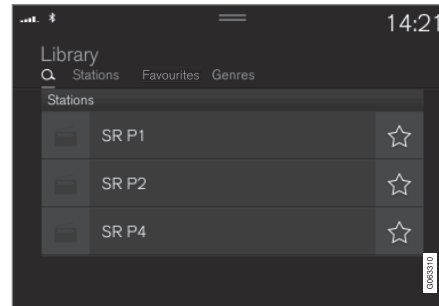 14:21
Library
Stations Favourites Genres
Stations
SR P1
SR P2
SR P4
G063310